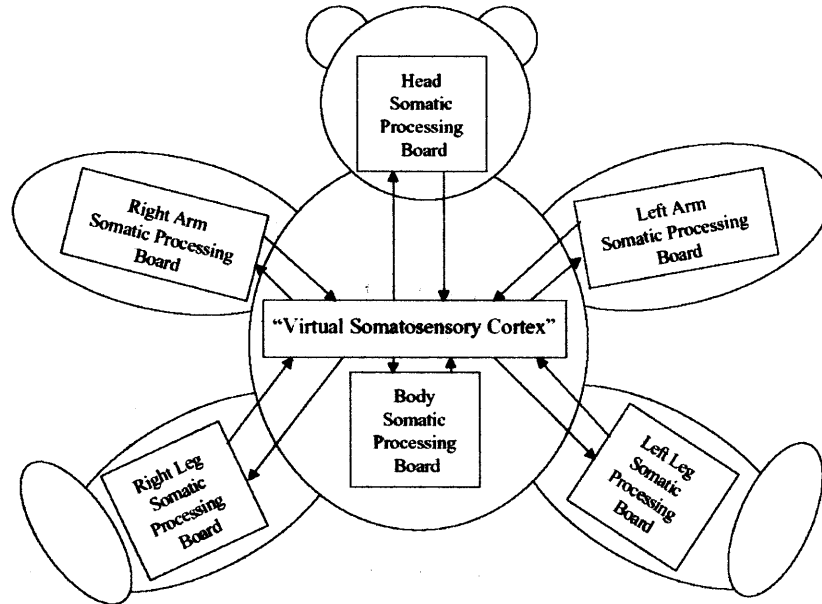 Head
Somatic
Processing
Board
Right Arm
Somatic Processing
Board
Left Arm
Somatic Processing
Board
“Virtual Somatosensory Cortex”
Body
Somatic
Processing
Board
Right Leg
Somatic
Processing
Board
Left Leg
Somatic
Processing
Board